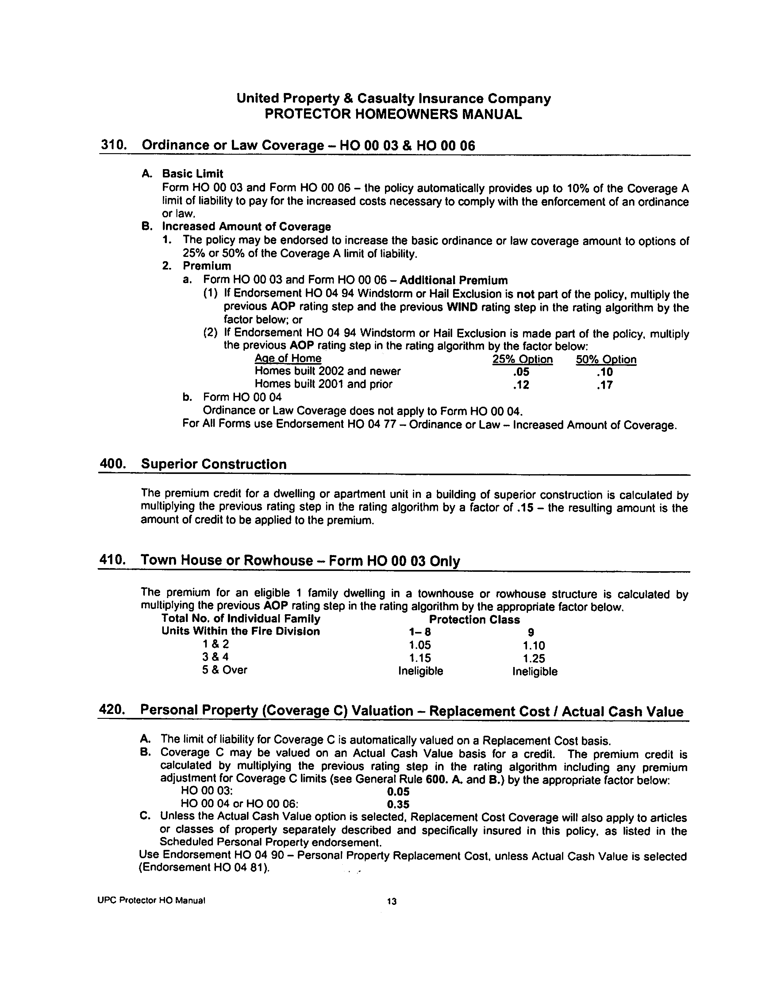 United Property & Casualty Insurance Company
PROTECTOR HOMEOWNERS MANUAL
310. Ordinance or Law Coverage – HO 00 03 & HO 00 06
A. Basic Limit
Form HO 00 03 and Form HO 00 06 – the policy automatically provides up to 10% of the Coverage A
limit of liability to pay for the increased costs necessary to comply with the enforcement of an ordinance
or law.
B. Increased Amount of Coverage
1. The policy may be endorsed to increase the basic ordinance or law coverage amount to options of
25% or 50% of the Coverage A limit of liability.
2. Premium
a. Form HO 00 03 and Form HO 00 06 – Additional Premium
(1) If Endorsement HO 04 94 Windstorm or Hail Exclusion is not part of the policy, multiply the
previous AOP rating step and the previous WIND rating step in the rating algorithm by the
factor below; or
(2) If Endorsement HO 04 94 Windstorm or Hail Exclusion is made part of the policy, multiply
the previous AOP rating step in the rating algorithm by the factor below:
Age of Home 25% Option 50% Option
Homes built 2002 and newer .05 .10
Homes built 2001 and prior .12 .17
b. Form HO 00 04
Ordinance or Law Coverage does not apply to Form HO 00 04.
For All Forms use Endorsement HO 04 77 – Ordinance or Law – Increased Amount of Coverage.
400. Superior Construction
The premium credit for a dwelling or apartment unit in a building of superior construction is calculated by
multiplying the previous rating step in the rating algorithm by a factor of .15 – the resulting amount is the
amount of credit to be applied to the premium.
410. Town House or Rowhouse – Form HO 00 03 Only
The premium for an eligible 1 family dwelling in a townhouse or rowhouse structure is calculated by
multiplying the previous AOP rating step in the rating algorithm by the appropriate factor below.
Total No. of Individual Family Protection Class
Units Within the Fire Division 1– 8 9
1 & 2 1.05 1.10
3 & 4 1.15 1.25
5 & Over Ineligible Ineligible
420. Personal Property (Coverage C) Valuation – Replacement Cost / Actual Cash Value
A. The limit of liability for Coverage C is automatically valued on a Replacement Cost basis.
B. Coverage C may be valued on an Actual Cash Value basis for a credit. The premium credit is
calculated by multiplying the previous rating step in the rating algorithm including any premium
adjustment for Coverage C limits (see General Rule 600. A. and B.) by the appropriate factor below:
HO 00 03: 0.05
HO 00 04 or HO 00 06: 0.35
C. Unless the Actual Cash Value option is selected, Replacement Cost Coverage will also apply to articles
or classes of property separately described and specifically insured in this policy, as listed in the
Scheduled Personal Property endorsement.
Use Endorsement HO 04 90 – Personal Property Replacement Cost, unless Actual Cash Value is selected
(Endorsement HO 04 81).
UPC Protector HO Manual 13